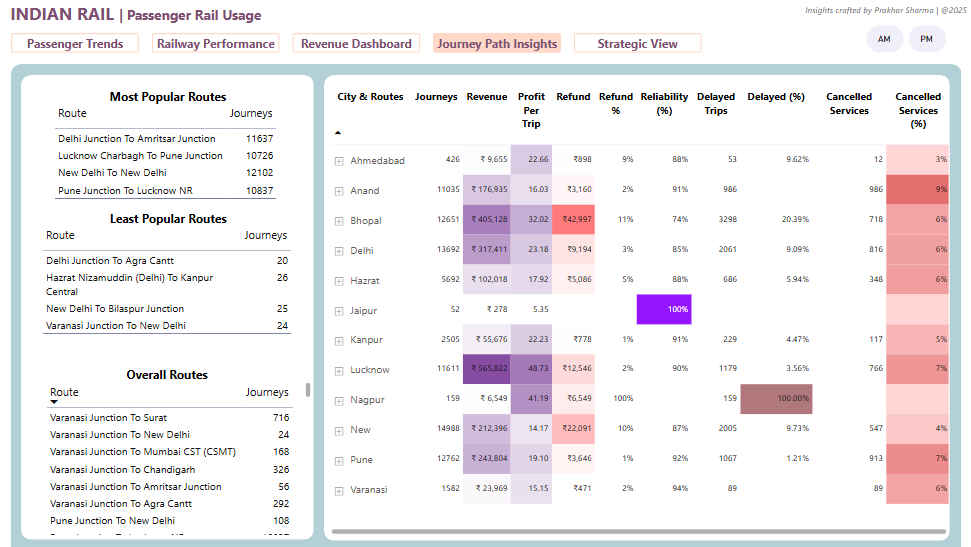 INDIAN RAIL | Passenger Rail Usage
Insights crafted by Prakhar Sharma | @2025
Passenger Trends
Railway Performance
Revenue Dashboard
Journey Path Insights
Strategic View
AM
PM
Most Popular Routes
Route Journeys
Delhi Junction To Amritsar Junction 11637
Lucknow Charbagh To Pune Junction 10726
New Delhi To New Delhi 12102
Pune Junction To Lucknow NR 10837
Least Popular Routes
Route Journeys
Delhi Junction To Agra Cantt 20
Hazrat Nizamuddin (Delhi) To Kanpur 26
Central
New Delhi To Bilaspur Junction 25
Varanasi Junction To New Delhi 24
Overall Routes
Route Journeys
Varanasi Junction To Surat 716
Varanasi Junction To New Delhi 24
Varanasi Junction To Mumbai CST (CSMT) 168
Varanasi Junction To Chandigarh 326
Varanasi Junction To Amritsar Junction 56
Varanasi Junction To Agra Cantt 292
Pune Junction To New Delhi 108
City & Routes Journeys Revenue Profit Refund Refund Reliability Delayed Delayed (%) Cancelled Cancelled
Per % (%) Trips Services Services
Trip (%)
Ahmedabad 426 ₹ 9,655 22.66 ₹898 9% 88% 53 9.62% 12 3%
Anand 11035 ₹ 176,935 16.03 ₹3,160 2% 91% 986 986 9%
Bhopal 12651 ₹ 405,128 32.02 ₹42,997 11% 74% 3298 20.39% 718 6%
Delhi 13692 ₹ 317,411 23.18 ₹9,194 3% 85% 2061 9.09% 816 6%
Hazrat 5692 ₹ 102,018 17.92 ₹5,086 5% 88% 686 5.94% 348 6%
Jaipur 52 ₹ 278 5.35 100%
Kanpur 2505 ₹ 55,676 22.23 ₹778 1% 91% 229 4.47% 117 5%
Lucknow 11611 ₹ 565,822 48.73 ₹12,546 2% 90% 1179 3.56% 766 7%
Nagpur 159 ₹ 6,549 41.19 ₹6,549 100% 159 100.00%
New 14988 ₹ 212,396 14.17 ₹22,091 10% 87% 2005 9.73% 547 4%
Pune 12762 ₹ 243,804 19.10 ₹3,646 1% 92% 1067 1.21% 913 7%
Varanasi 1582 ₹ 23,969 15.15 ₹471 2% 94% 89 89 6%